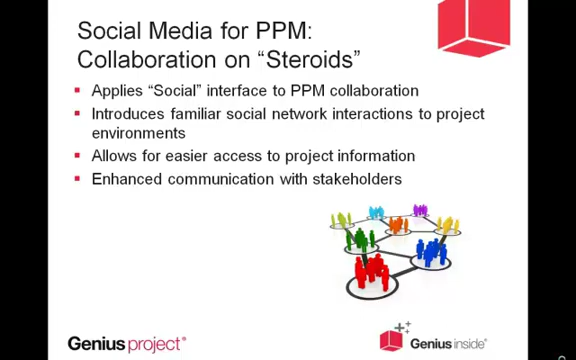 Social Media for PPM:
Collaboration on “Steroids”
Applies “Social” interface to PPM collaboration
Introduces familiar social network interactions to project
environments
Allows for easier access to project information
Enhanced communication with stakeholders
Genius project
Genius inside